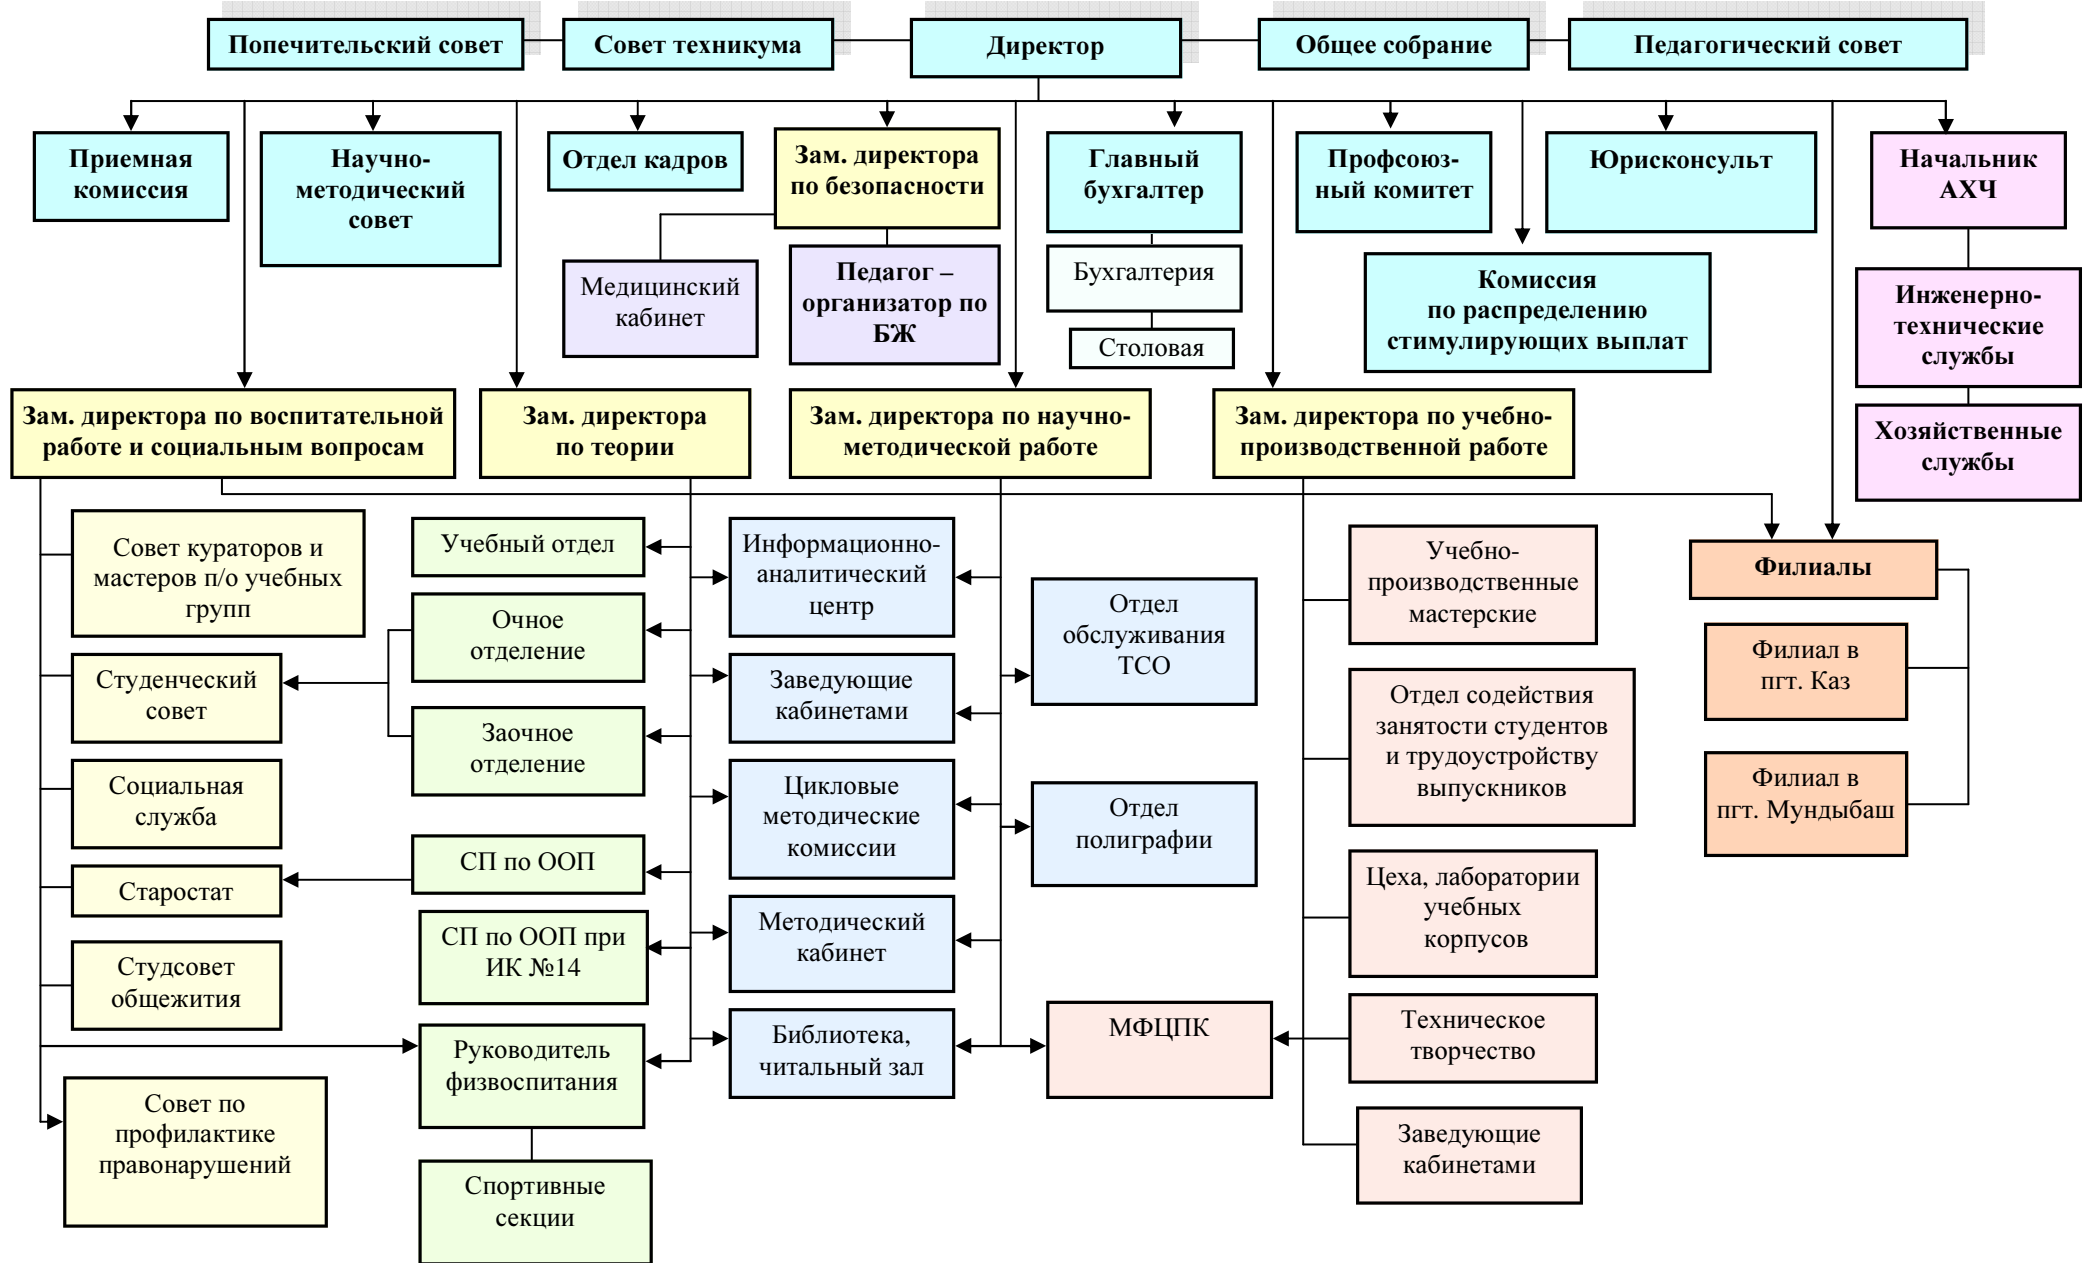 Попечительский совет
Совет техникума
Директор
Общее собрание
Педагогический совет
Приемная
комиссия
Научно-
методический
совет
Отдел кадров
Зам. директора
по безопасности
Главный
бухгалтер
Профсоюз-
ный комитет
Юрисконсульт
Начальник
АХЧ
Медицинский
кабинет
Педагог –
организатор по
БЖ
Бухгалтерия
Столовая
Комиссия
по распределению
стимулирующих выплат
Инженерно-
технические
службы
Хозяйственные
службы
Зам. директора по воспитательной
работе и социальным вопросам
Зам. директора
по теории
Зам. директора по научно-
методической работе
Зам. директора по учебно-
производственной работе
Совет кураторов и
мастеров п/о учебных
групп
Студенческий
совет
Социальная
служба
Старостат
Студсовет
общежития
Совет по
профилактике
правонарушений
Учебный отдел
Очное
отделение
Заочное
отделение
СП по ООП
СП по ООП при
ИК №14
Руководитель
физвоспитания
Спортивные
секции
Информационно-
аналитический
центр
Заведующие
кабинетами
Цикловые
методические
комиссии
Методический
кабинет
Библиотека,
читальный зал
Отдел
обслуживания
ТСО
Отдел
полиграфии
МФЦПК
Учебно-
производственные
мастерские
Отдел содействия
занятости студентов
и трудоустройству
выпускников
Цеха, лаборатории
учебных
корпусов
Техническое
творчество
Заведующие
кабинетами
Филиалы
Филиал в
пгт. Каз
Филиал в
пгт. Мундыбаш